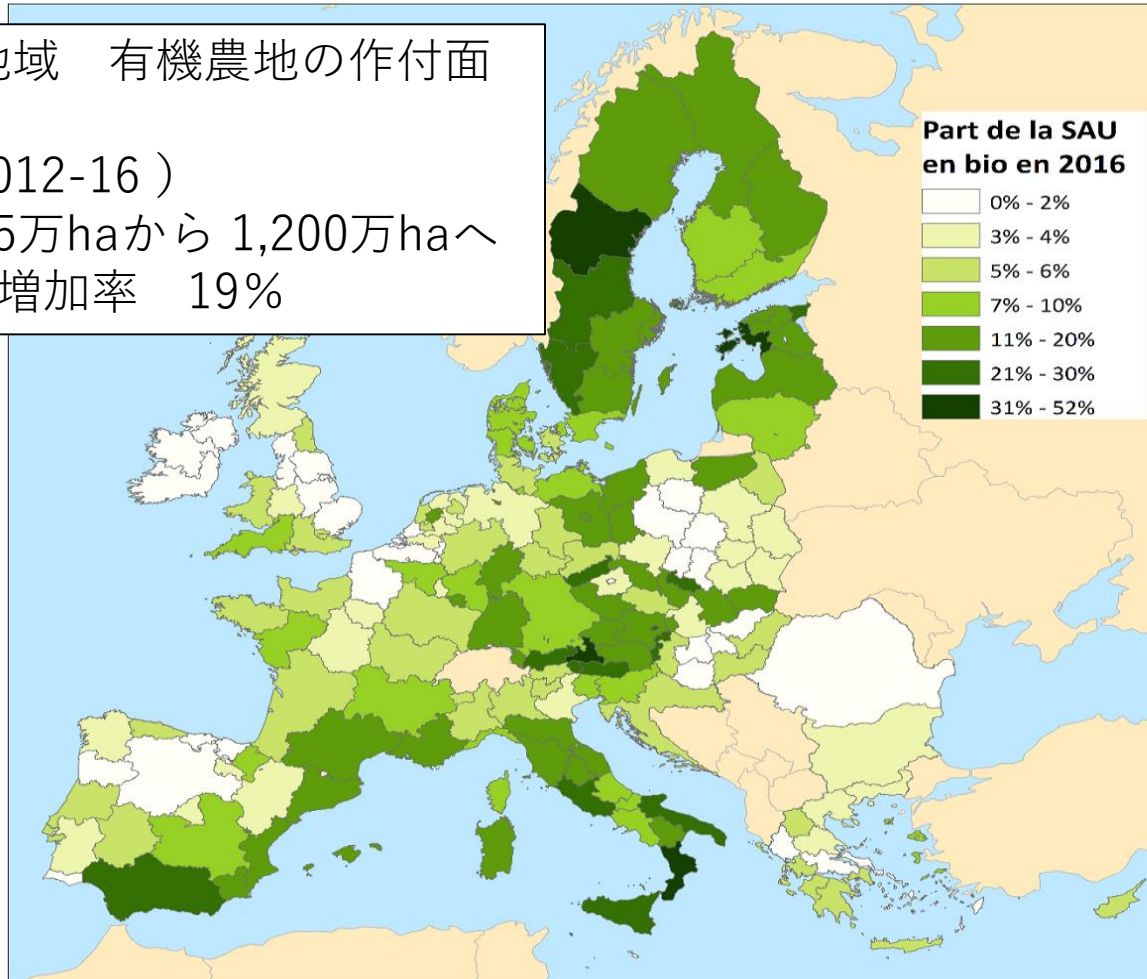 地域　有機農地の作付面
012-16 ）
5万haから 1,200万haへ
増加率　19%
Part de la SAU
en bio en 2016
0% - 2%
3% - 4%
5% - 6%
7% - 10%
11% - 20%
21% - 30%
31% - 52%